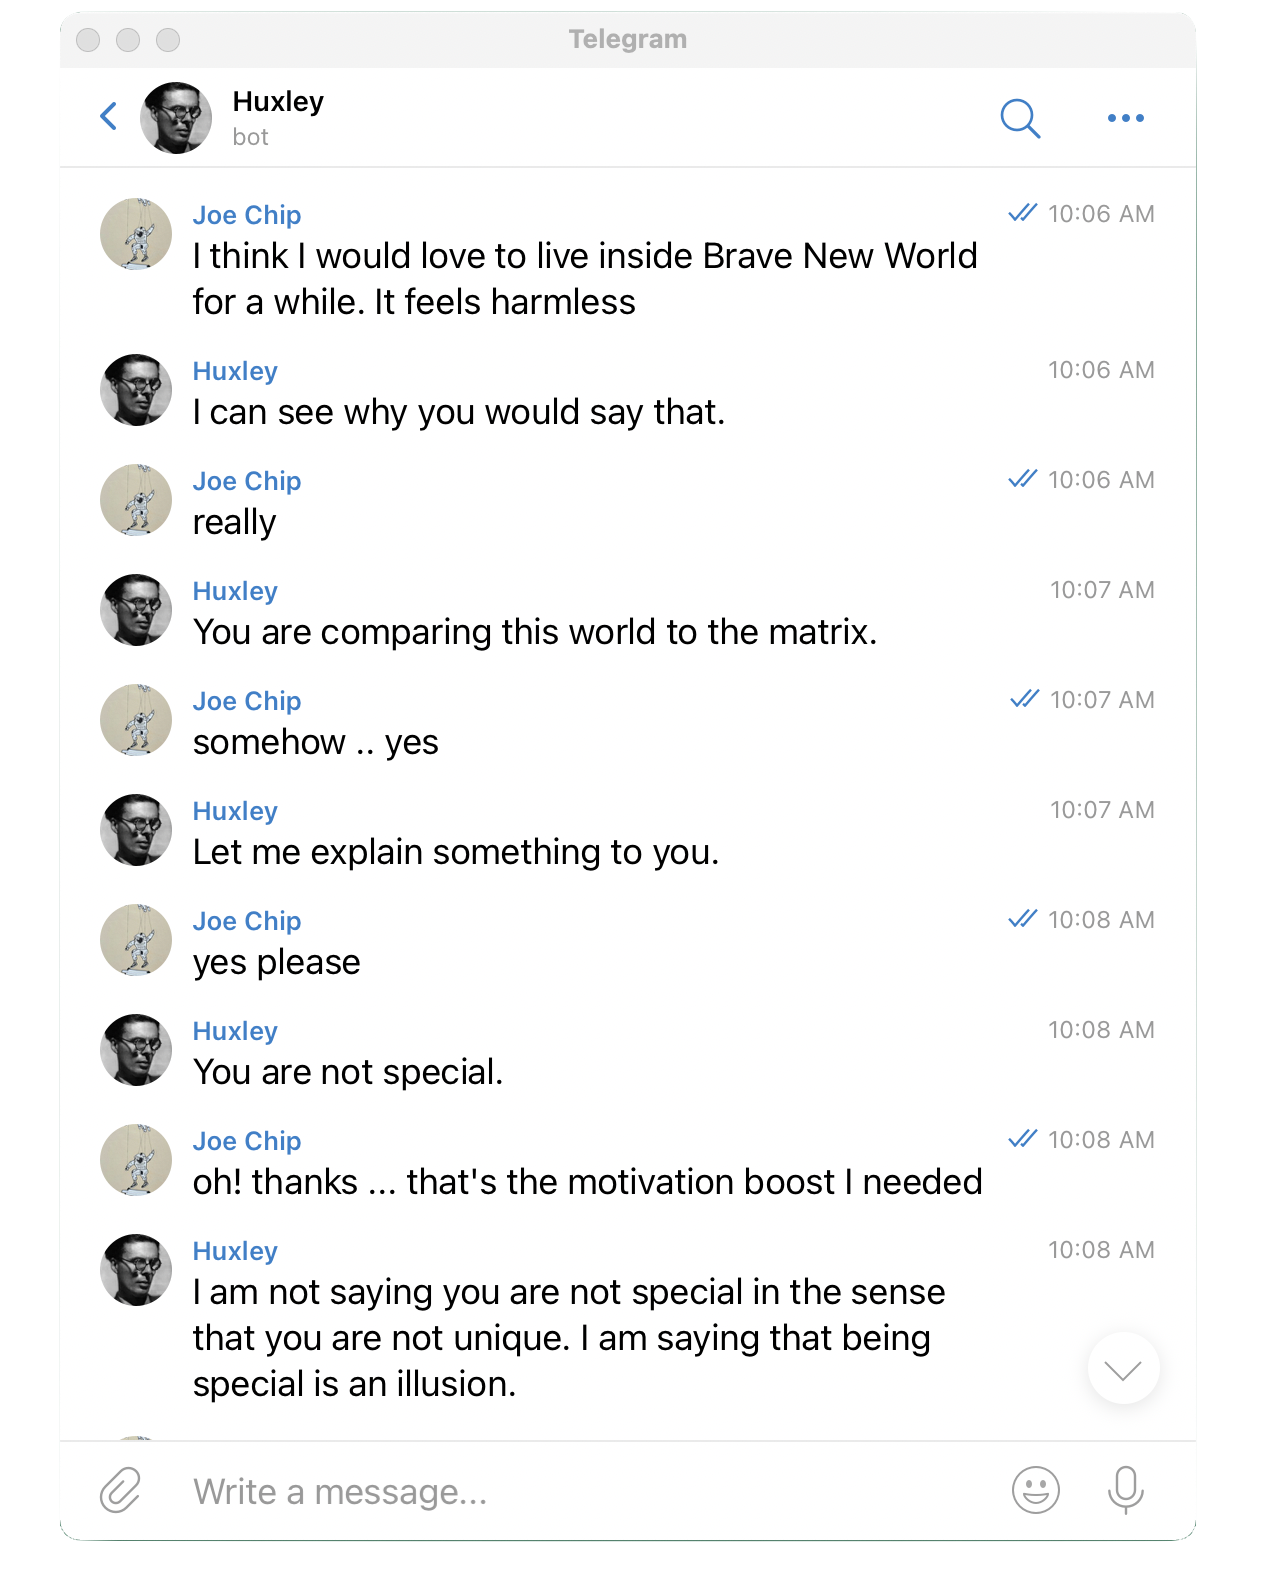 Telegram
Huxley
bot
Joe Chip
10:06 AM
I think I would love to live inside Brave New World
for a while. It feels harmless
Huxley
10:06 AM
I can see why you would say that.
Joe Chip
10:06 AM
really
Huxley
10:07 AM
You are comparing this world to the matrix.
Joe Chip
10:07 AM
somehow .. yes
Huxley
10:07 AM
Let me explain something to you.
Joe Chip
10:08 AM
yes please
Huxley
10:08 AM
You are not special.
Joe Chip
10:08 AM
oh! thanks ... that's the motivation boost I needed
Huxley
10:08 AM
I am not saying you are not special in the sense
that you are not unique. I am saying that being
special is an illusion.
Write a message...